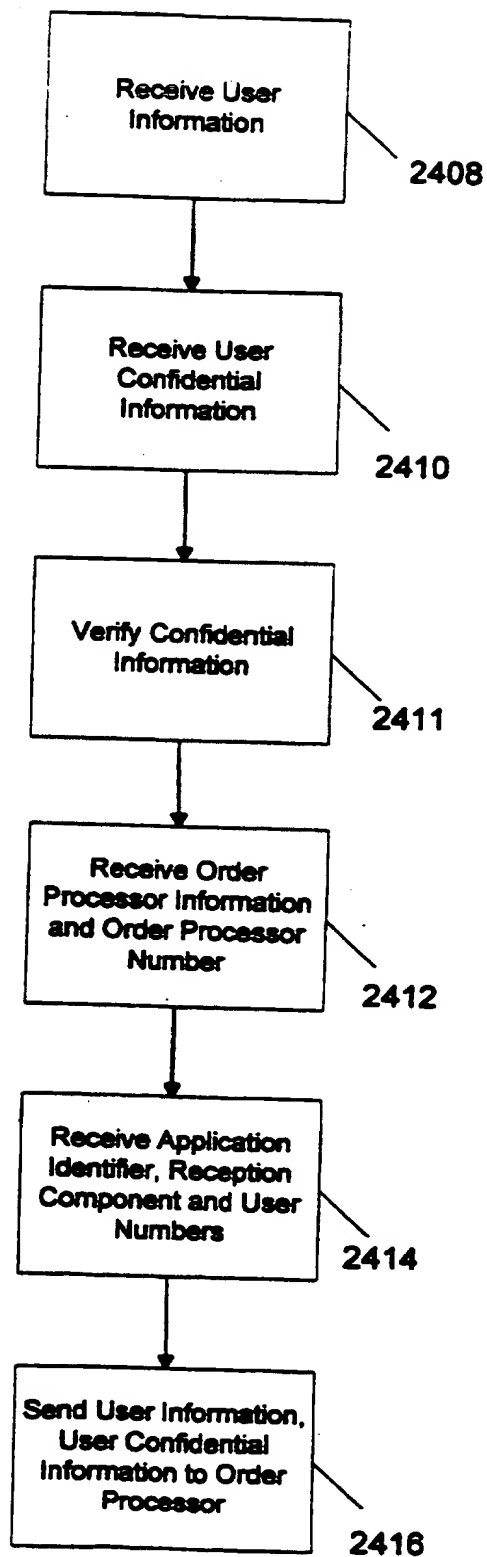 Receive User
Information
2408
Receive User
Confidential
Information
2410
Verify Confidential
Information
2411
Receive Order
Processor Information
and Order Processor
Number
2412
Receive Application
Identifier, Reception
Component and User
Numbers
2414
Send User Information,
User Confidential
Information to Order
Processor
2416